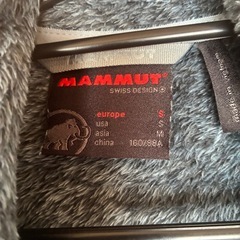 MAMMUT
SWISS DESIGN
europe S
usa S
asia M
china 160/88A